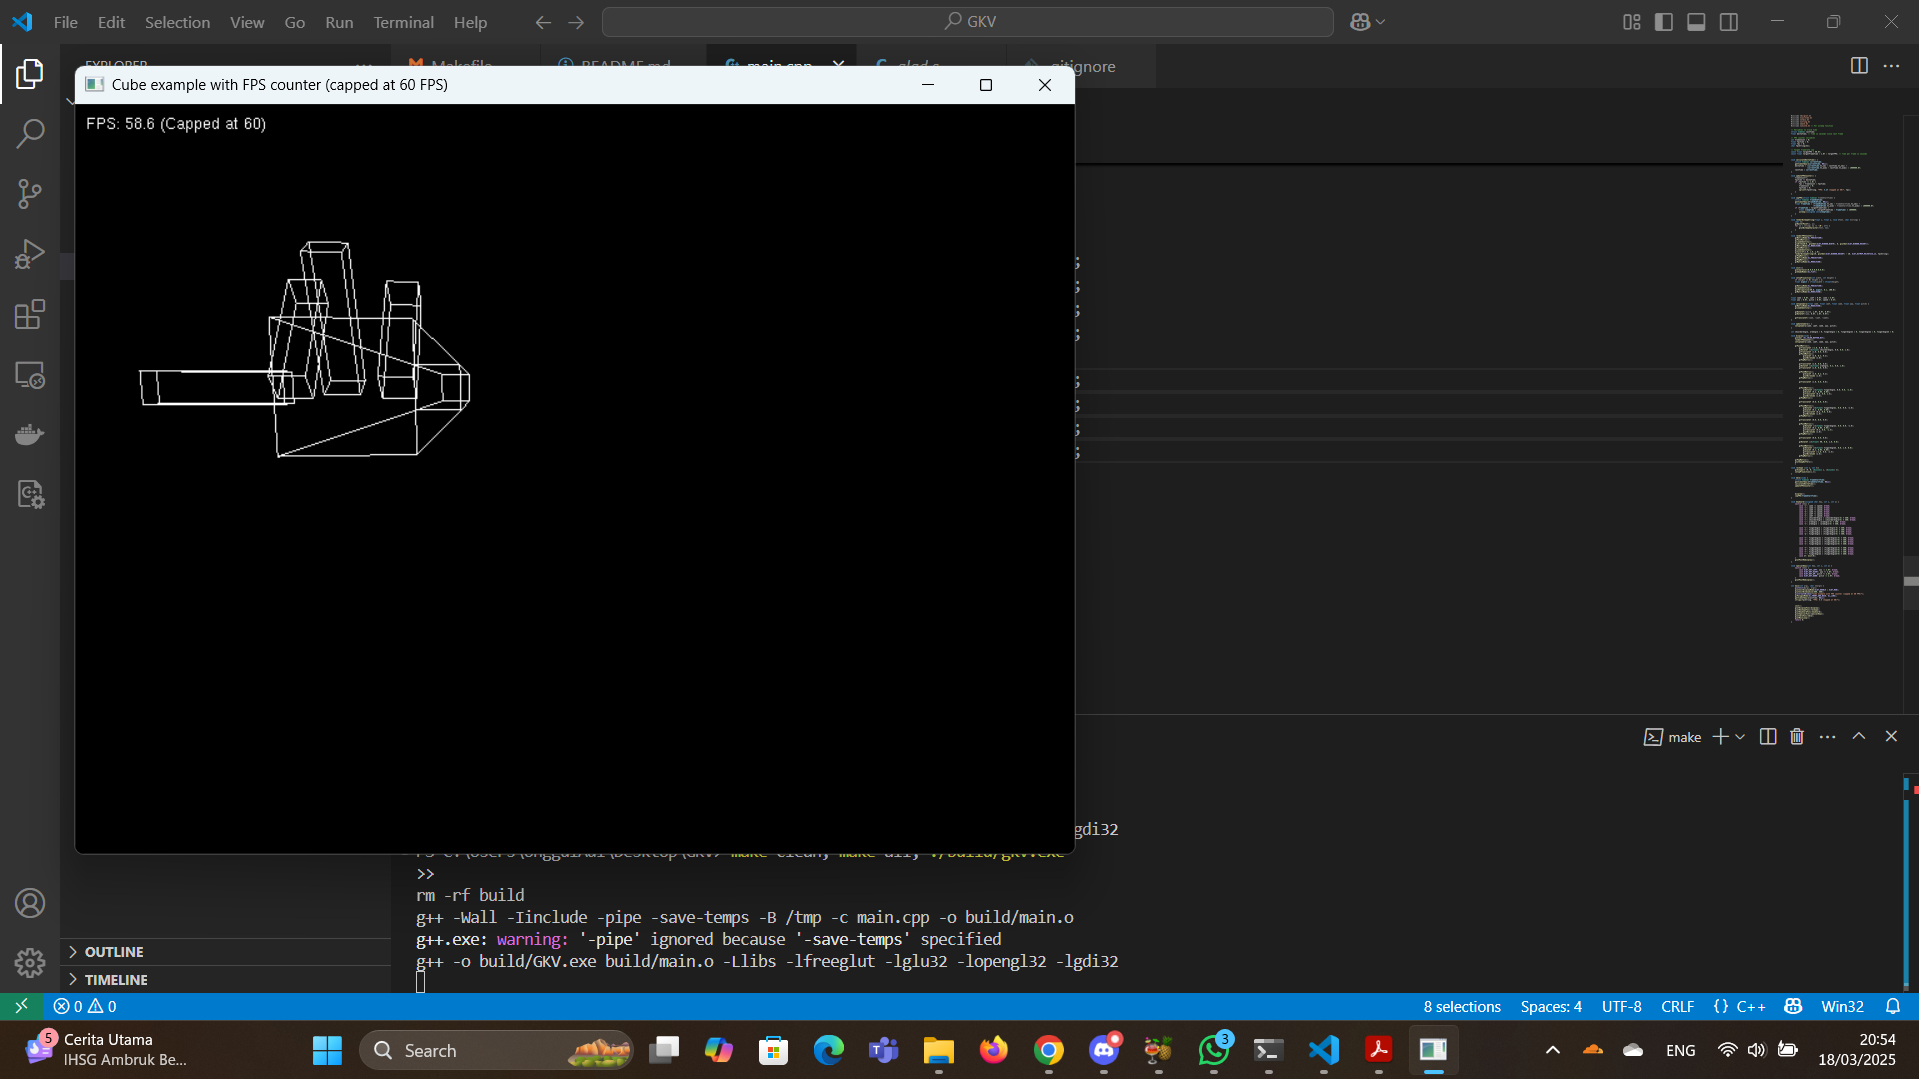 File Edit Selection View Go Run Terminal Help
GKV
EXPLORER
Makefile README.md main.cpp glad.c .gitignore
Cube example with FPS counter (capped at 60 FPS)
FPS: 58.6 (Capped at 60)
;
;
;
;
;
;
;
;
make
gdi32
PS C:\Users\UnggulAdi\Desktop\GKV> make clean; make all; ./build/gkv.exe
>>
rm -rf build
g++ -Wall -Iinclude -pipe -save-temps -B /tmp -c main.cpp -o build/main.o
g++.exe: warning: '-pipe' ignored because '-save-temps' specified
g++ -o build/GKV.exe build/main.o -Llibs -lfreeglut -lglu32 -lopengl32 -lgdi32
OUTLINE
TIMELINE
0 0
8 selections Spaces: 4 UTF-8 CRLF {} C++ Win32
5
Cerita Utama
IHSG Ambruk Be...
Search
3
ENG
20:54
18/03/2025